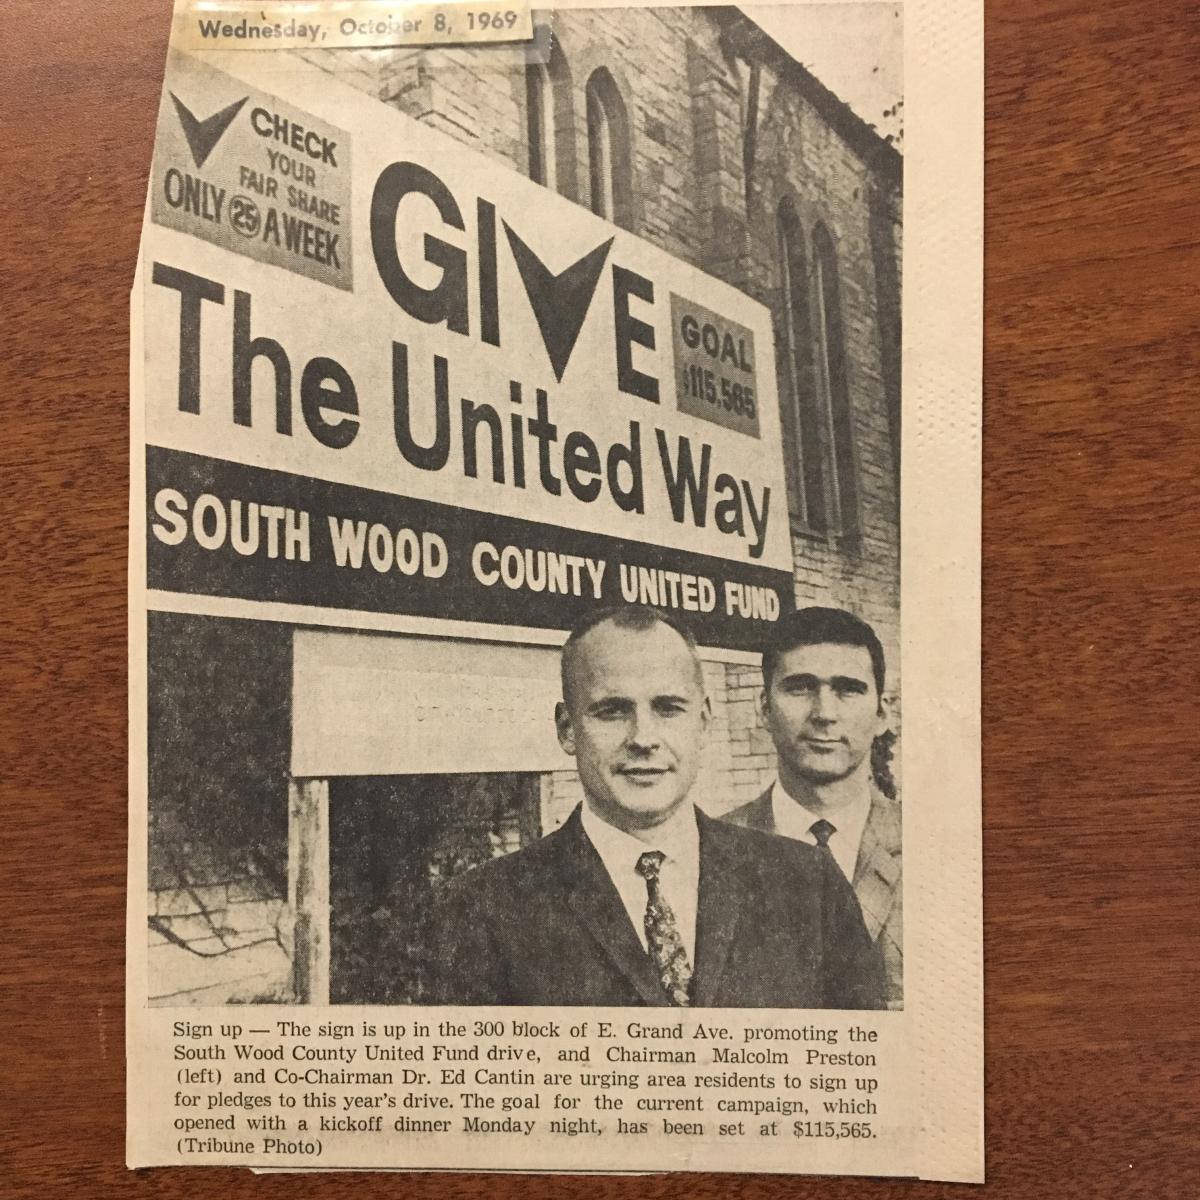 Wednesday, October 8, 1969
CHECK
YOUR
FAIR SHARE
ONLY 25 A WEEK
GIVE
GOAL
$115,565
The United Way
SOUTH WOOD COUNTY UNITED FUND
Sign up — The sign is up in the 300 block of E. Grand Ave. promoting the
South Wood County United Fund drive, and Chairman Malcolm Preston
(left) and Co-Chairman Dr. Ed Cantin are urging area residents to sign up
for pledges to this year's drive. The goal for the current campaign, which
opened with a kickoff dinner Monday night, has been set at $115,565.
(Tribune Photo)